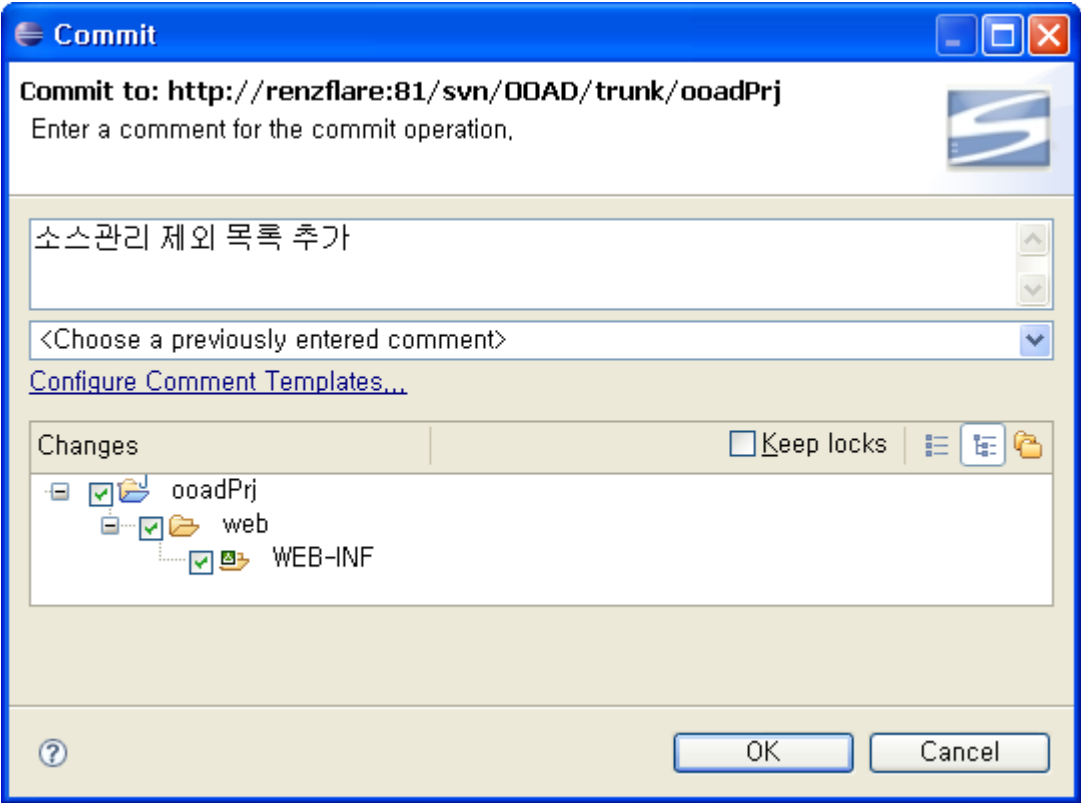 Commit
Commit to: http://renzflare:81/svn/OOAD/trunk/ooadPrj
Enter a comment for the commit operation.
소스관리 제외 목록 추가
<Choose a previously entered comment>
Configure Comment Templates...
Changes
Keep locks
ooadPrj
web
WEB-INF
OK
Cancel